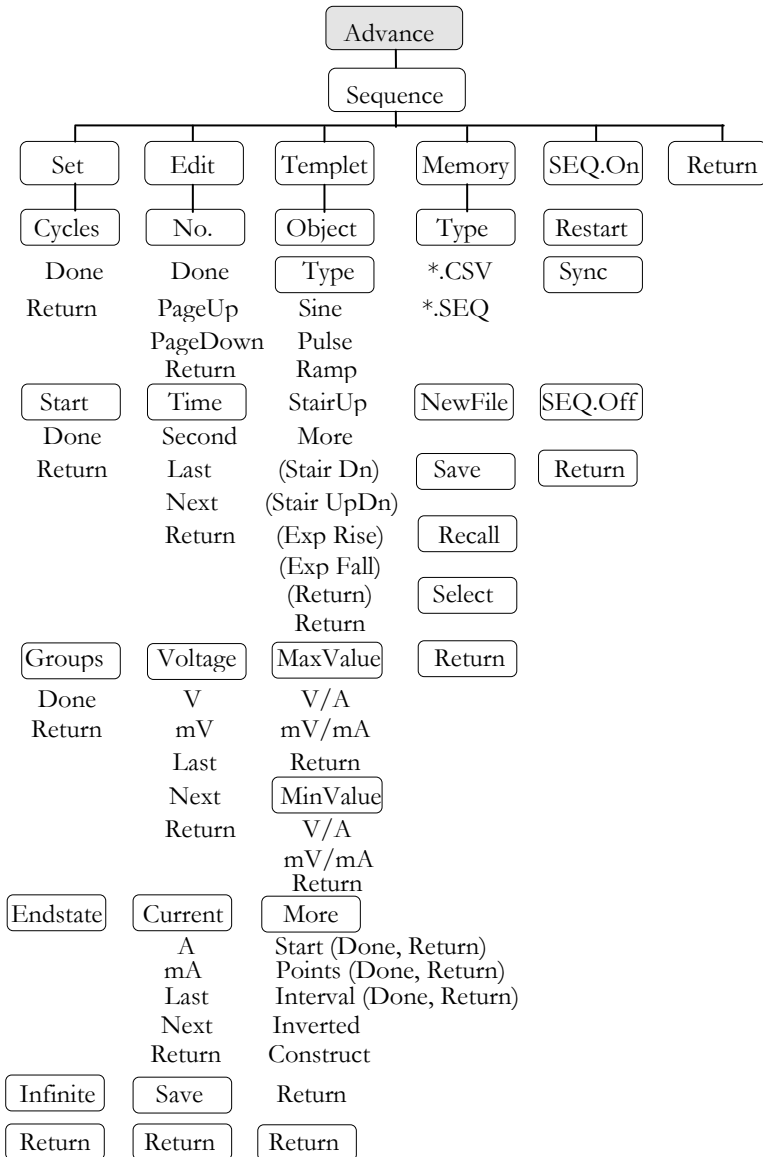 Advance
Sequence
Set Edit Templet Memory SEQ.On Return
Cycles No. Object Type Restart
Done Done Type *.CSV Sync
Return PageUp Sine *.SEQ
PageDown Pulse
Return Ramp
Start Time StairUp NewFile SEQ.Off
Done Second More
Return Last (Stair Dn) Save Return
Next (Stair UpDn)
Return (Exp Rise) Recall
(Exp Fall)
(Return) Select
Return
Groups Voltage MaxValue Return
Done V V/A
Return mV mV/mA
Last Return
Next MinValue
Return V/A
mV/mA
Return
Endstate Current More
A Start (Done, Return)
mA Points (Done, Return)
Last Interval (Done, Return)
Next Inverted
Return Construct
Infinite Save Return
Return Return Return